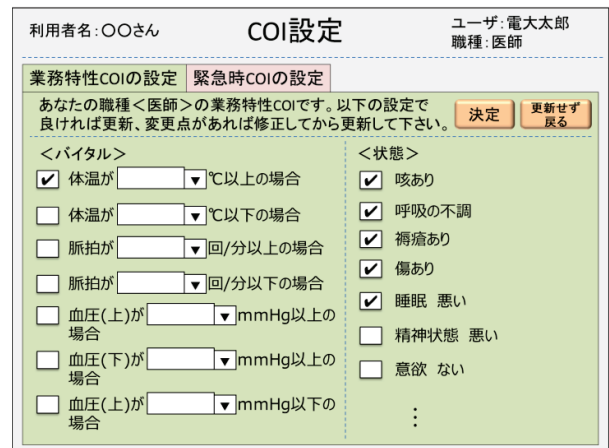 利用者名:〇〇さん
COI設定
ユーザ:電大太郎
職種:医師
業務特性COIの設定
緊急時COIの設定
あなたの職種<医師>の業務特性COIです。以下の設定で
良ければ更新、変更点があれば修正してから更新して下さい。
決定
更新せず
戻る
<バイタル>
体温が ▼ ℃以上の場合
体温が ▼ ℃以下の場合
脈拍が ▼ 回/分以上の場合
脈拍が ▼ 回/分以下の場合
血圧(上)が ▼ mmHg以上の
場合
血圧(下)が ▼ mmHg以上の
場合
血圧(上)が ▼ mmHg以下の
場合
<状態>
咳あり
呼吸の不調
褥瘡あり
傷あり
睡眠 悪い
精神状態 悪い
意欲 ない
⋮